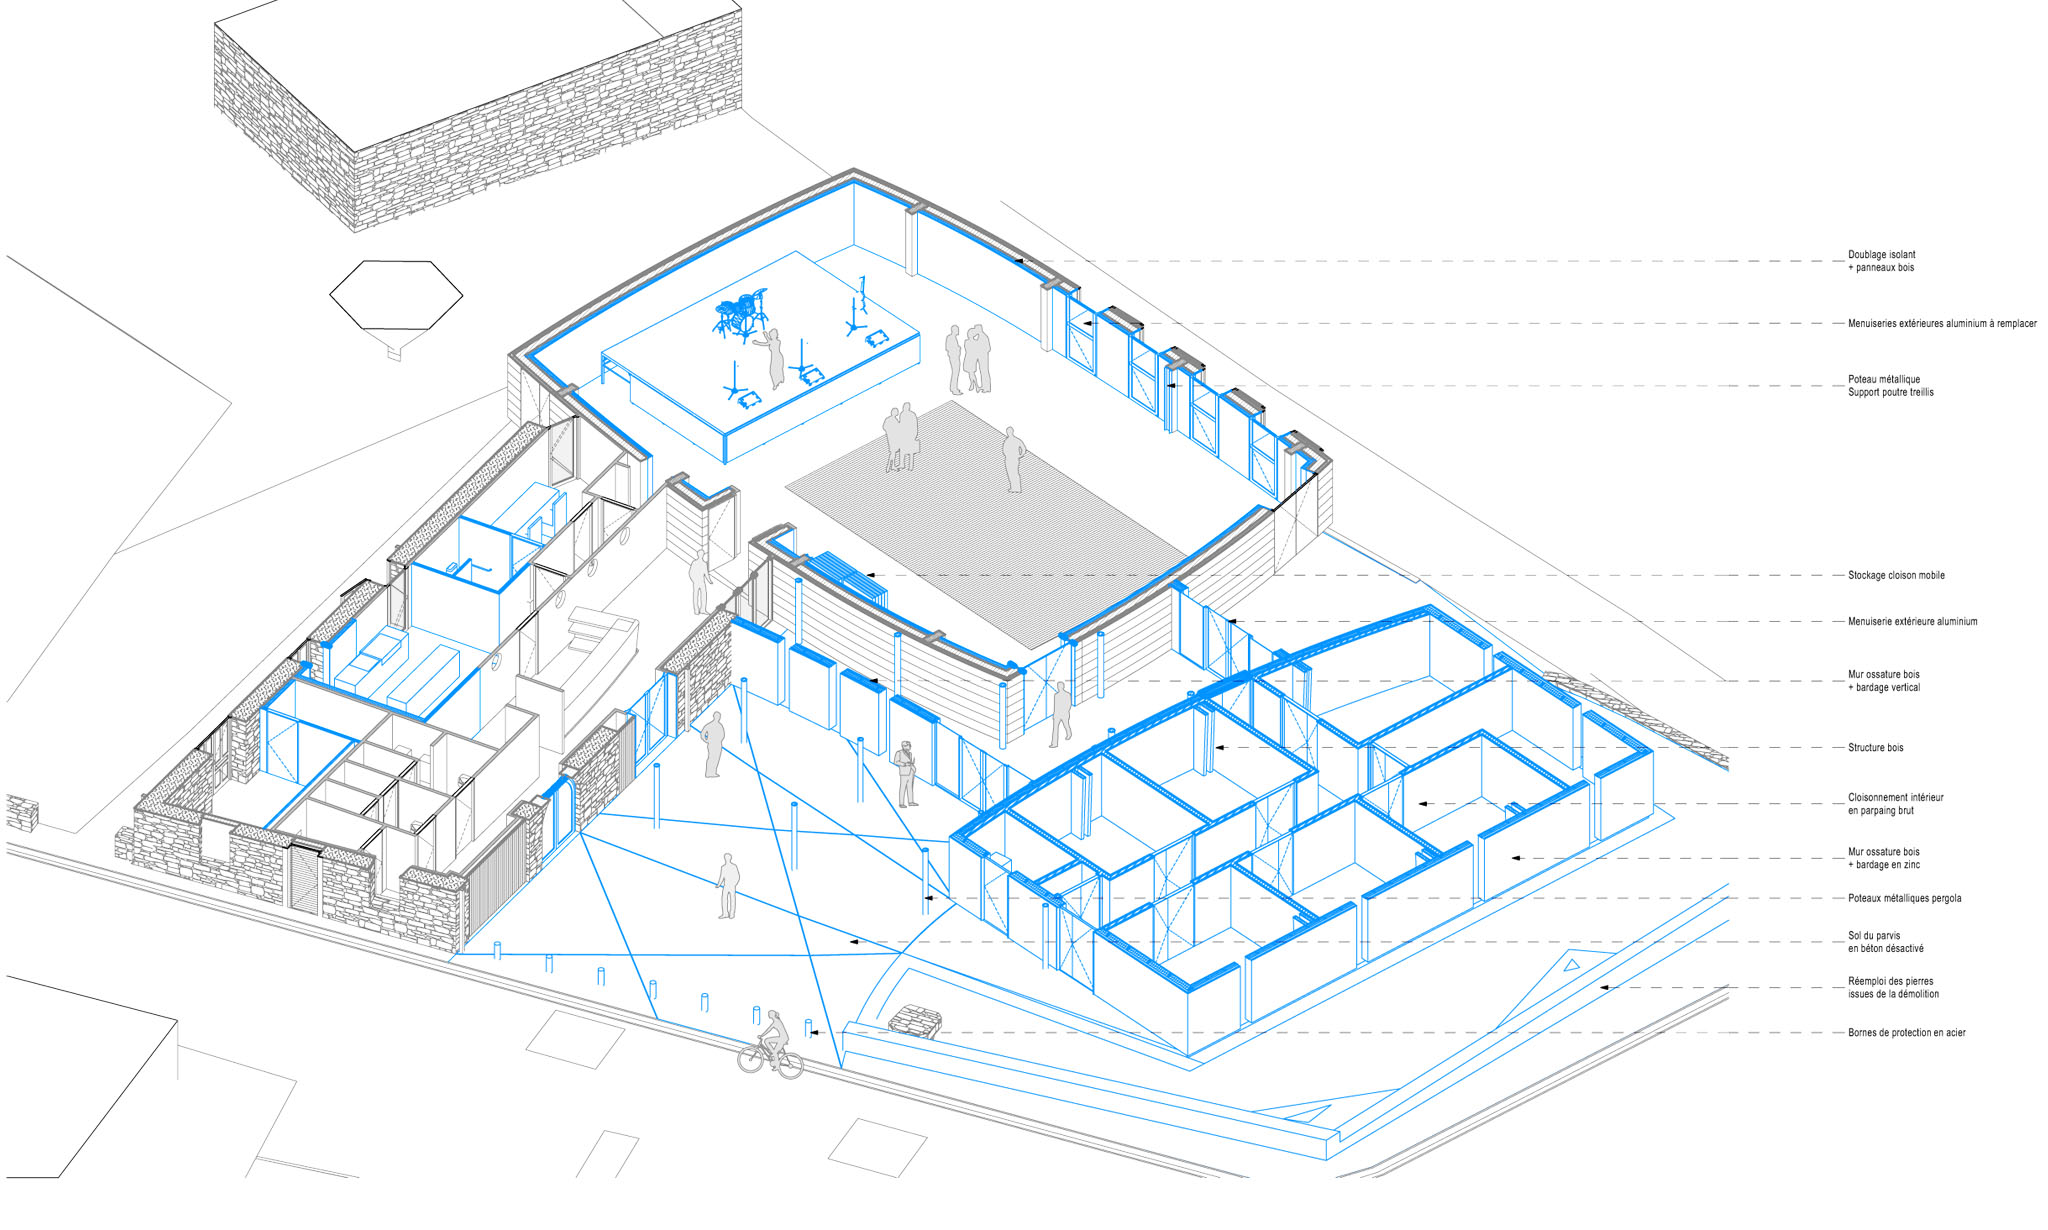 Doublage isolant
+ panneaux bois
Menuiseries extérieures aluminium à remplacer
Poteau métallique
Support poutre treillis
Stockage cloison mobile
Menuiserie extérieure aluminium
Mur ossature bois
+ bardage vertical
Structure bois
Cloisonnement intérieur
en parpaing brut
Mur ossature bois
+ bardage en zinc
Poteaux métalliques pergola
Sol du parvis
en béton désactivé
Réemploi des pierres
issues de la démolition
Bornes de protection en acier